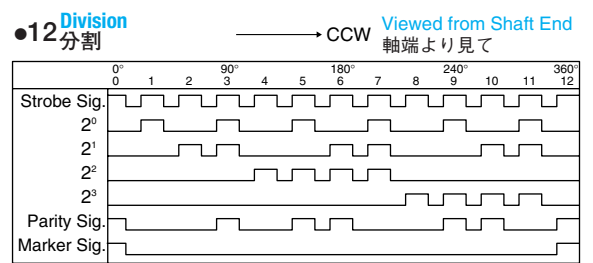 ●12 Division
分割
CCW
Viewed from Shaft End
軸端より見て
0° 90° 180° 240° 360°
0 1 2 3 4 5 6 7 8 9 10 11 12
Strobe Sig.
2⁰
2¹
2²
2³
Parity Sig.
Marker Sig.